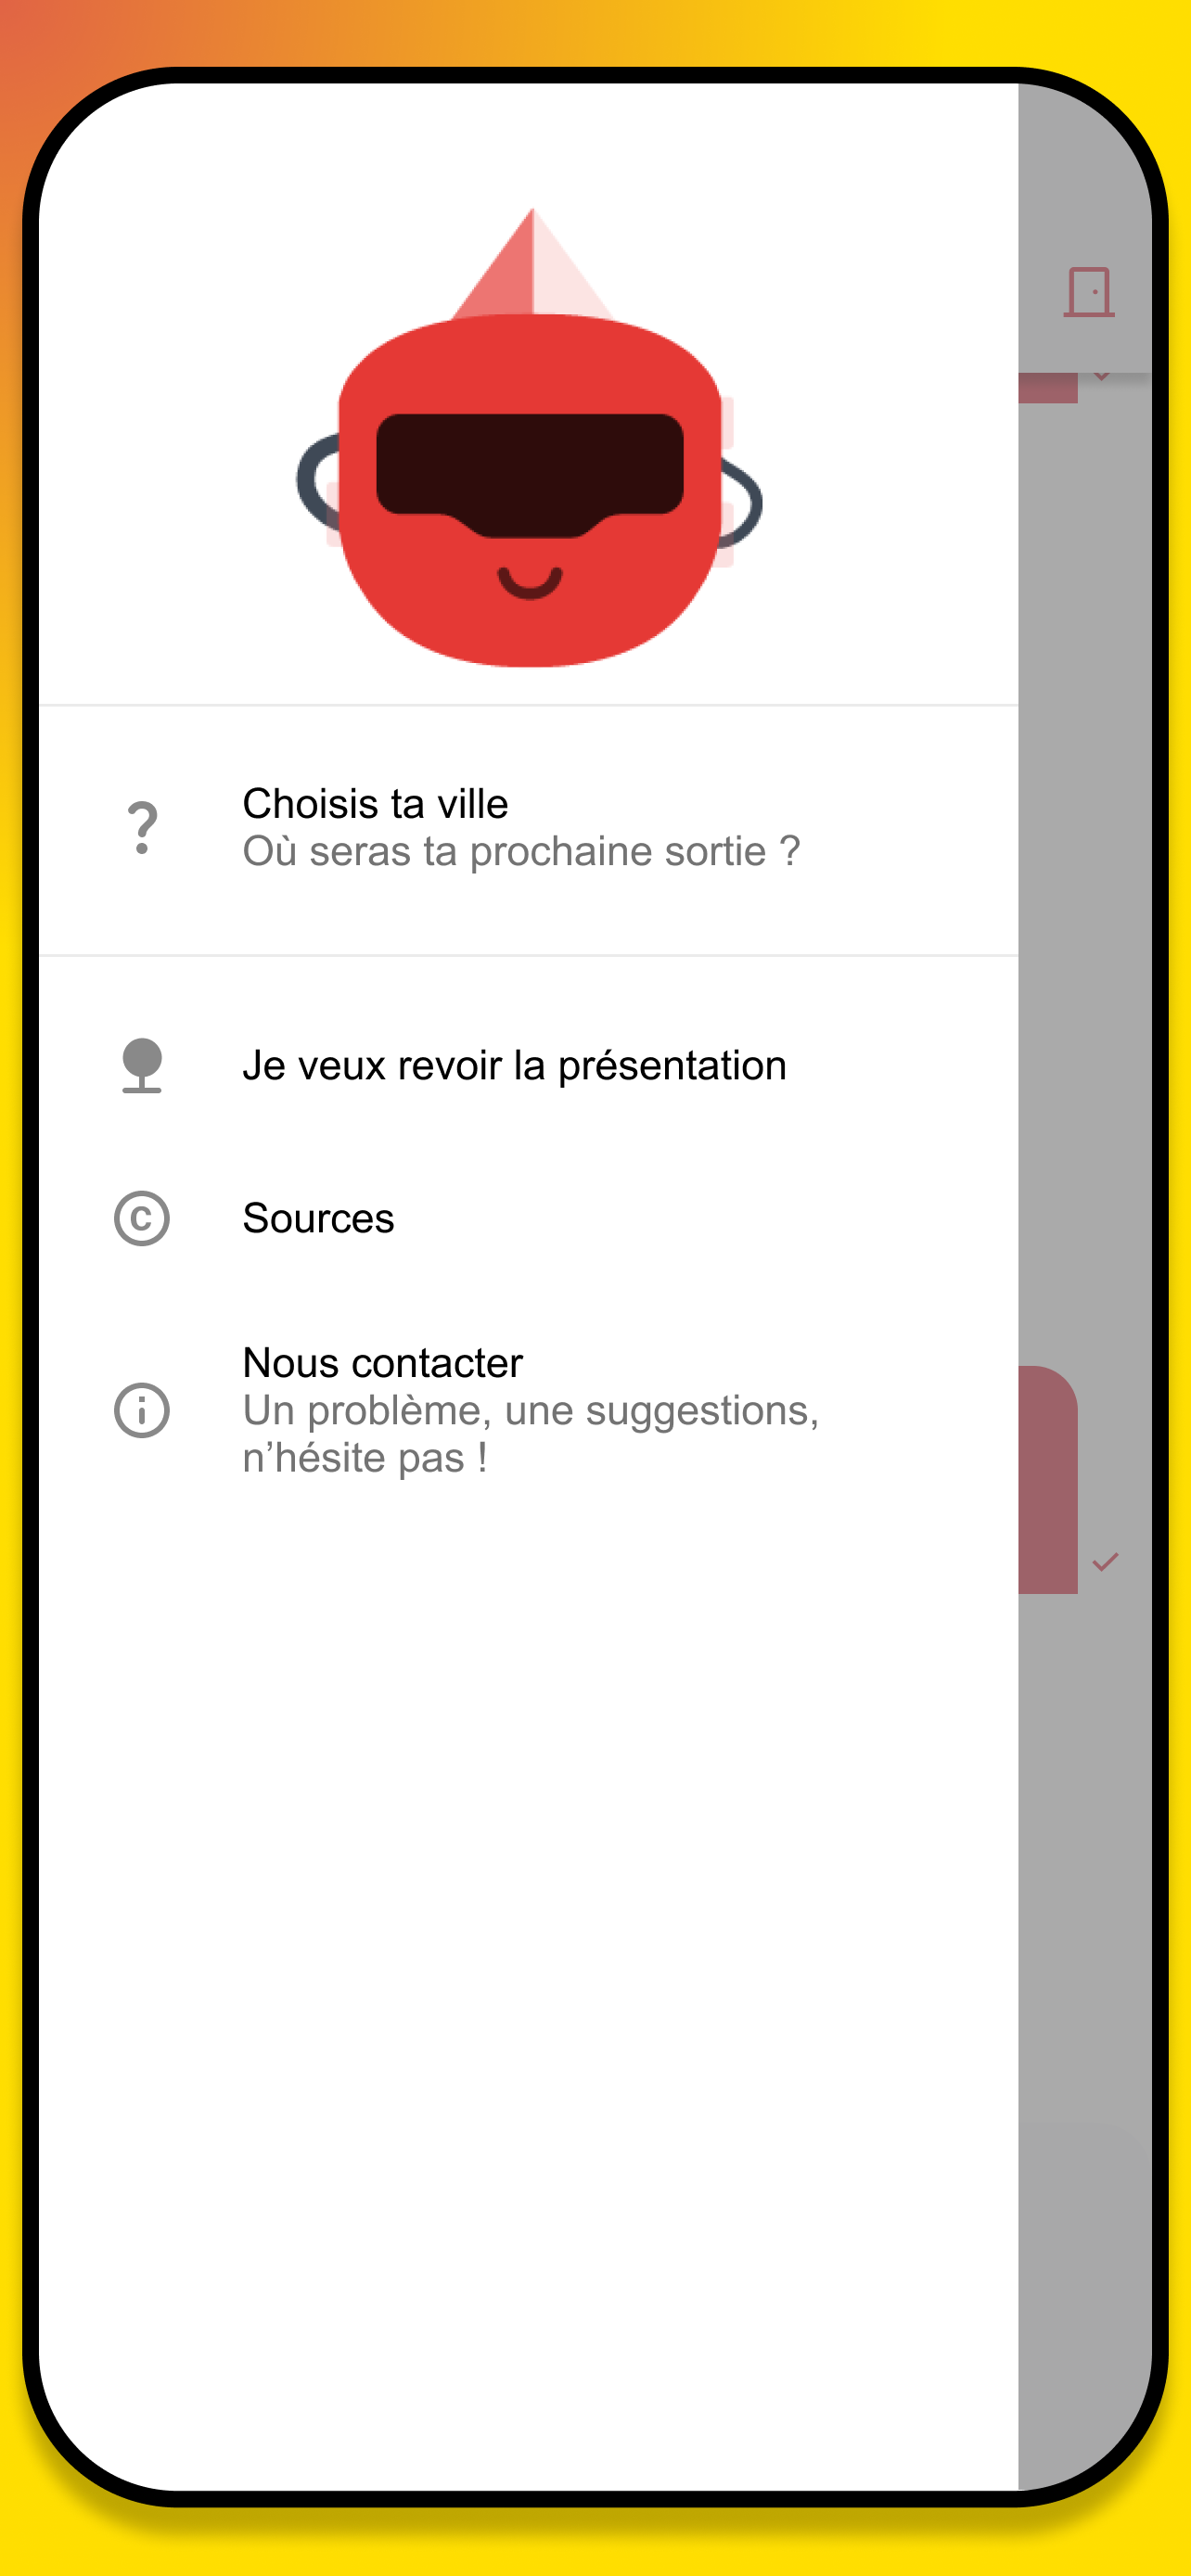 Choisis ta ville
Où seras ta prochaine sortie ?
Je veux revoir la présentation
Sources
Nous contacter
Un problème, une suggestions,
n’hésite pas !